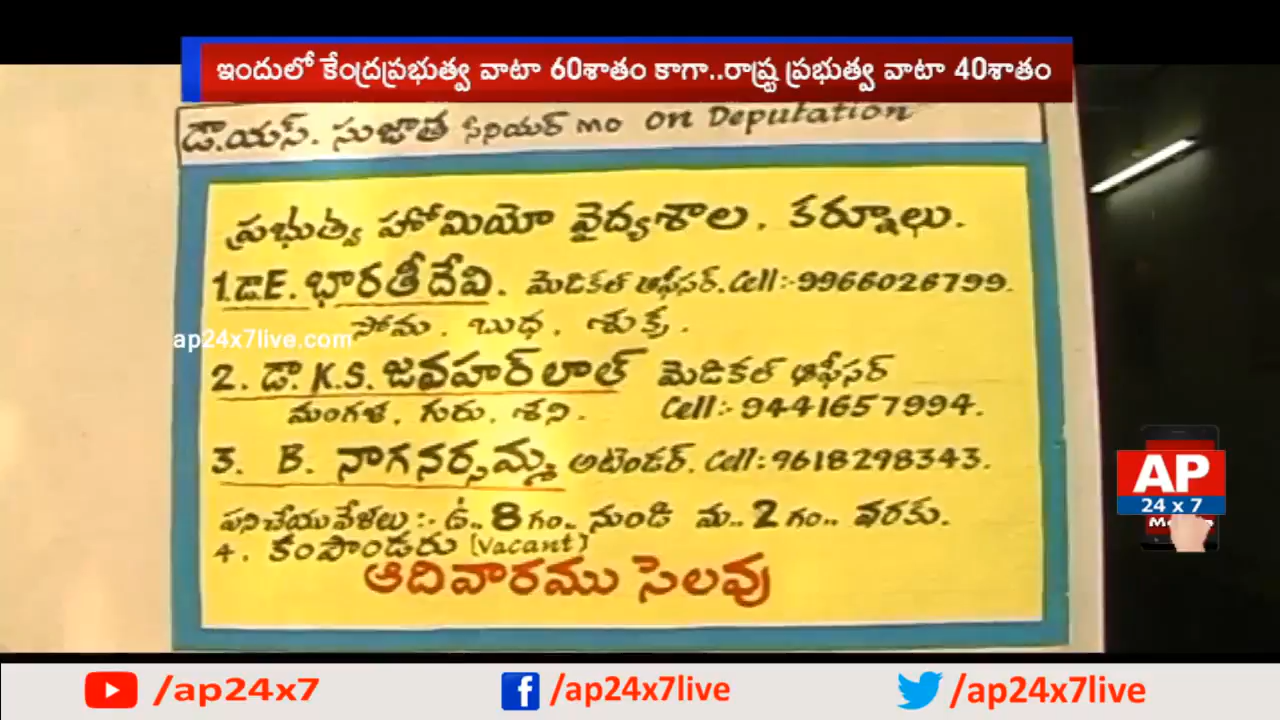 ఇందులో కేంద్రప్రభుత్వ వాటా 60శాతం కాగా..రాష్ట్ర ప్రభుత్వ వాటా 40శాతం
డా.యస్. సుజాత సీనియర్ MO on Deputation
ప్రభుత్వ హోమియో వైద్యశాల, కర్నూలు.
1.డా.E. భారతీదేవి. మెడికల్ ఆఫీసర్. Cell:-9966026799.
సోమ, బుధ, శుక్ర.
ap24x7live.com
2. డా. K.S. జవహర్ లాల్ మెడికల్ ఆఫీసర్
మంగళ, గురు, శని. Cell:-9441657994.
3. B. నాగనర్సమ్మ అటెండర్. Cell:9618298343.
పనిచేయువేళలు:- ఉ.. 8గం.. నుండి మ.. 2గం.. వరకు.
4. కంపౌండరు (Vacant)
ఆదివారము సెలవు
AP
24 x 7
/ap24x7
/ap24x7live
/ap24x7live